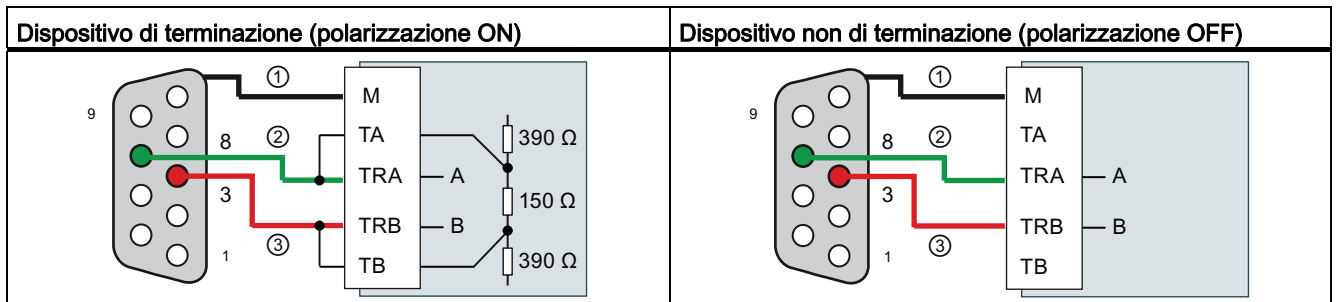 Dispositivo di terminazione (polarizzazione ON)
Dispositivo non di terminazione (polarizzazione OFF)
①
M
9
TA
8
②
390 Ω
TRA
A
3
150 Ω
TRB
B
③
1
TB
390 Ω
①
M
9
TA
8
②
TRA
A
3
TRB
B
③
1
TB